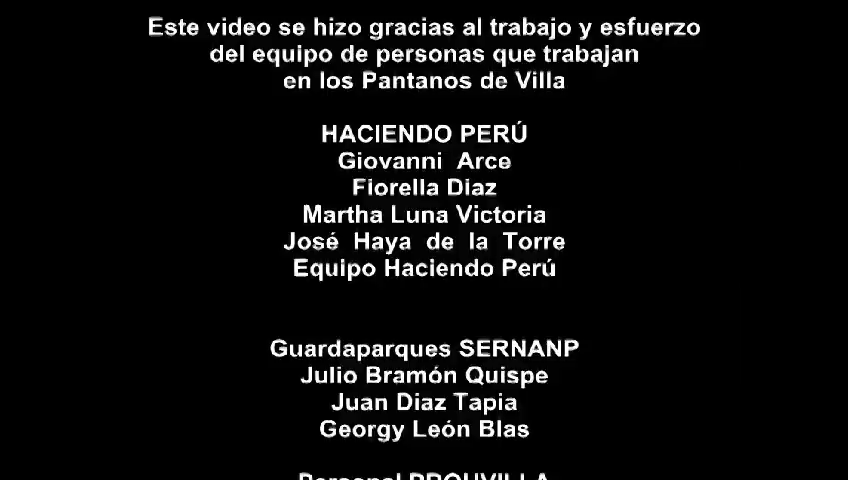 Este video se hizo gracias al trabajo y esfuerzo
del equipo de personas que trabajan
en los Pantanos de Villa
HACIENDO PERÚ
Giovanni Arce
Fiorella Diaz
Martha Luna Victoria
José Haya de la Torre
Equipo Haciendo Perú
Guardaparques SERNANP
Julio Bramón Quispe
Juan Diaz Tapia
Georgy León Blas
Personal PROHVILLA